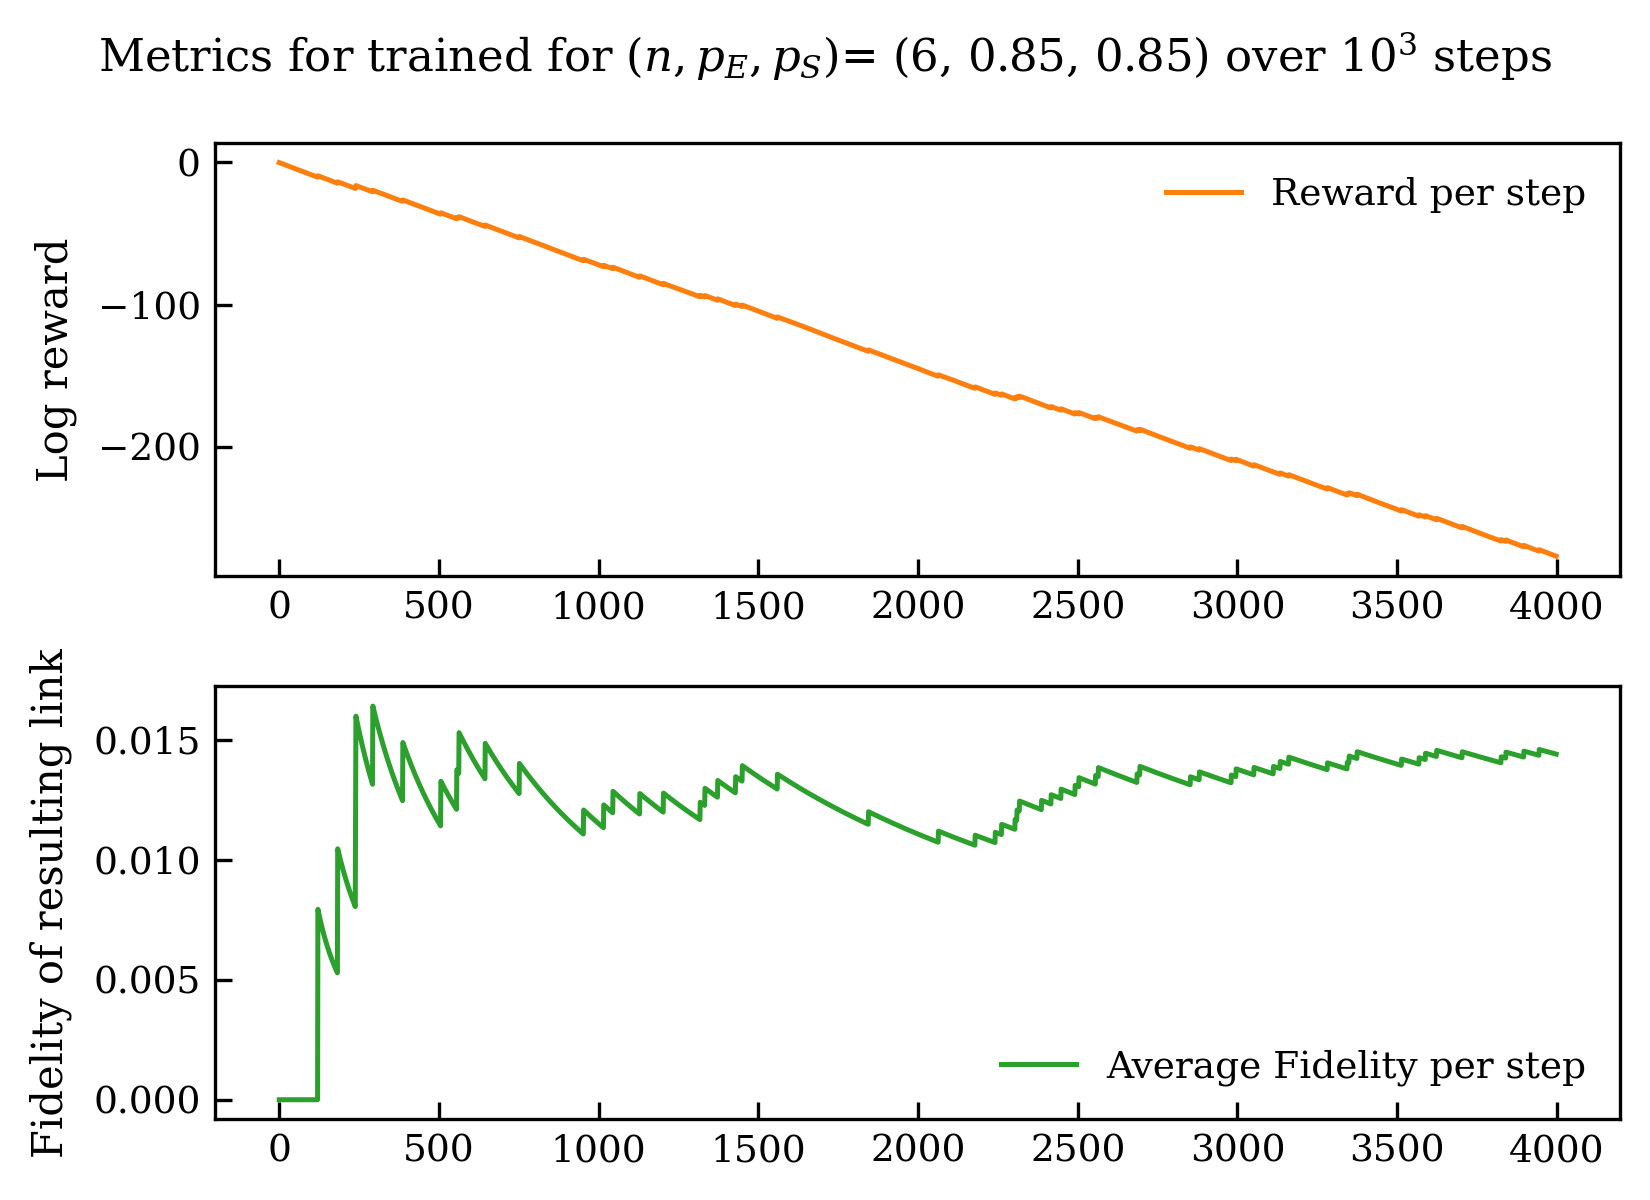 Metrics for trained for (n, p_E, p_S)= (6, 0.85, 0.85) over 10³ steps
Log reward
0
−100
−200
Reward per step
0 500 1000 1500 2000 2500 3000 3500 4000
Fidelity of resulting link
0.015
0.010
0.005
0.000
Average Fidelity per step
0 500 1000 1500 2000 2500 3000 3500 4000